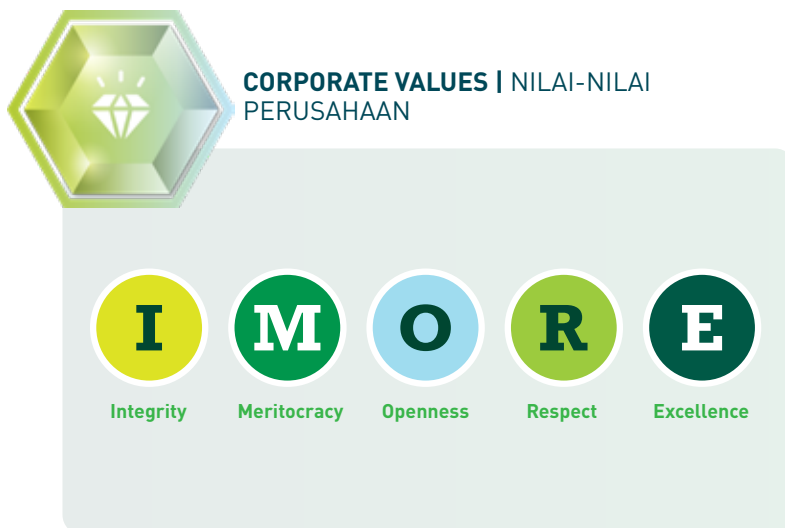 CORPORATE VALUES | NILAI-NILAI
PERUSAHAAN
I M O R E
Integrity Meritocracy Openness Respect Excellence